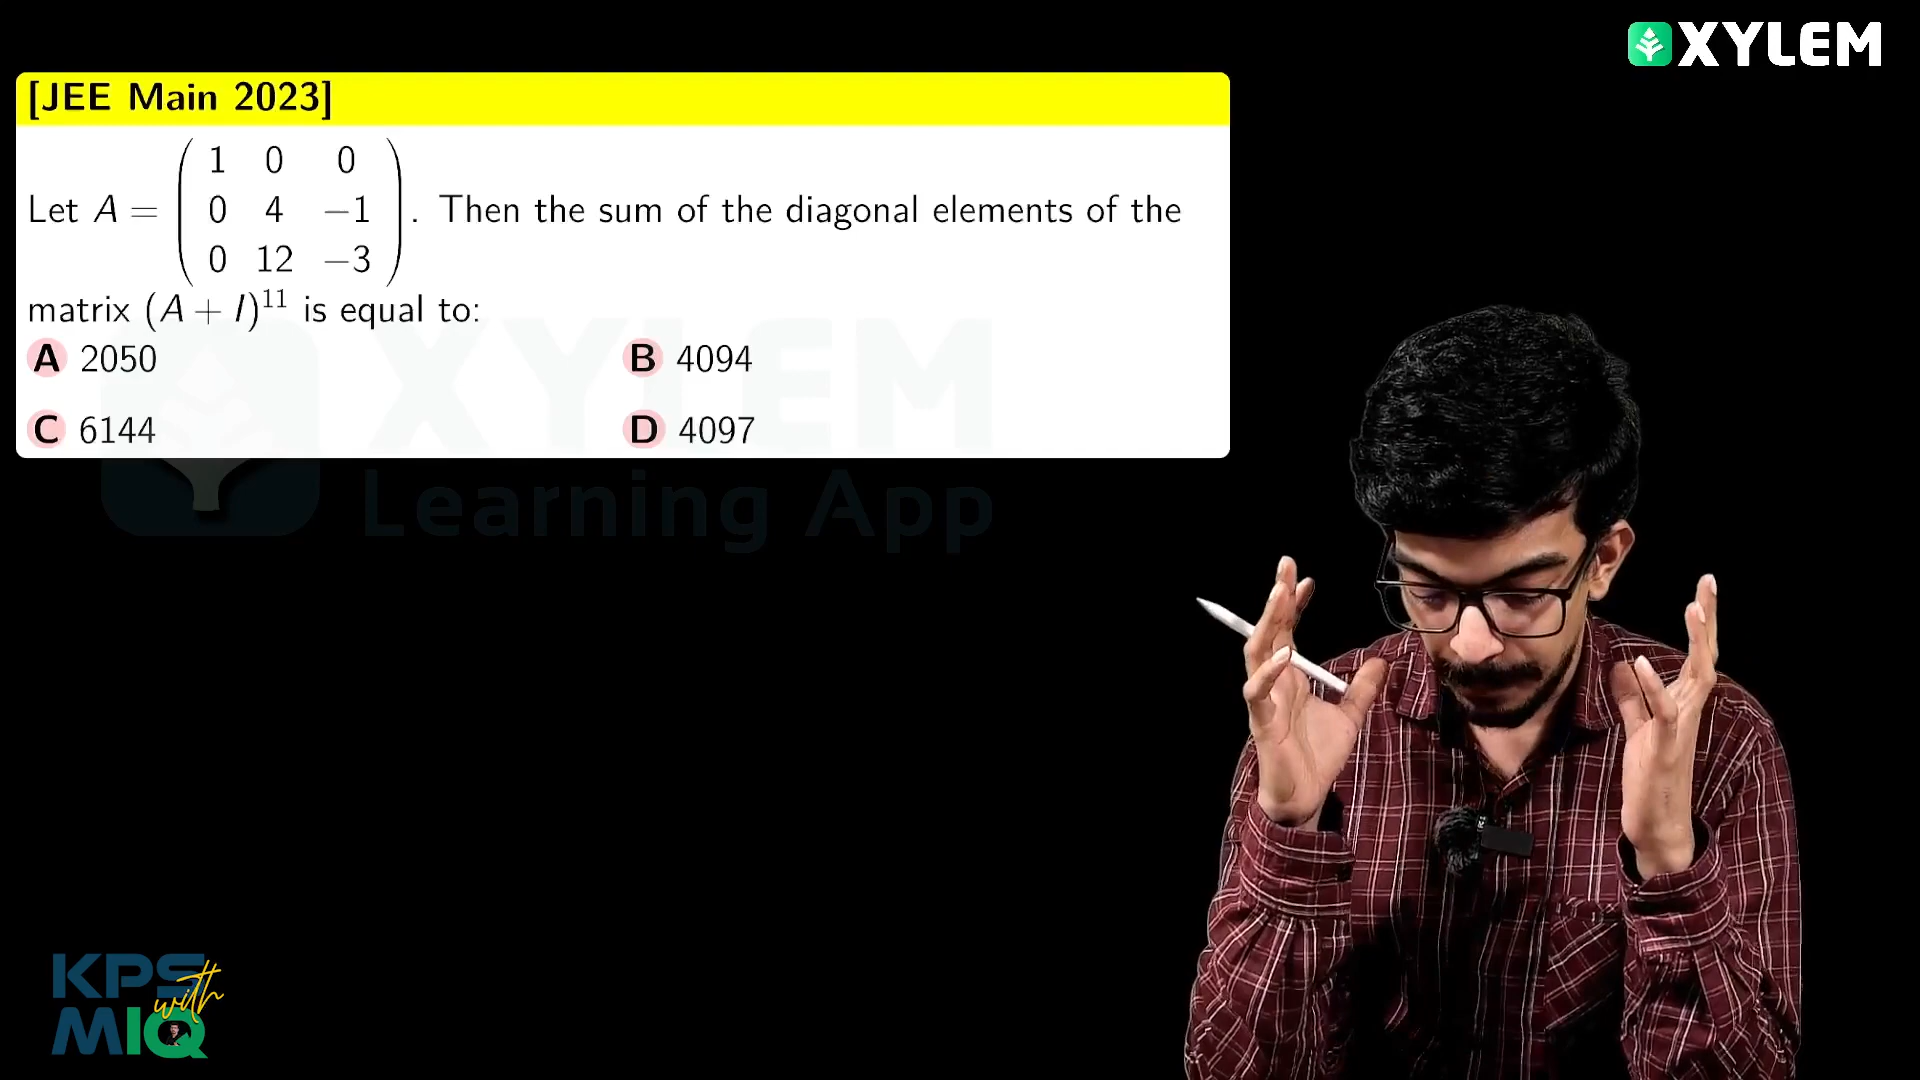 XYLEM
[JEE Main 2023]
1 0 0
Let A = ( 0 4 −1 ). Then the sum of the diagonal elements of the
0 12 −3
matrix (A + I)¹¹ is equal to:
A 2050 B 4094
C 6144 D 4097
XYLEM
Learning App
KPS
with
MIQ